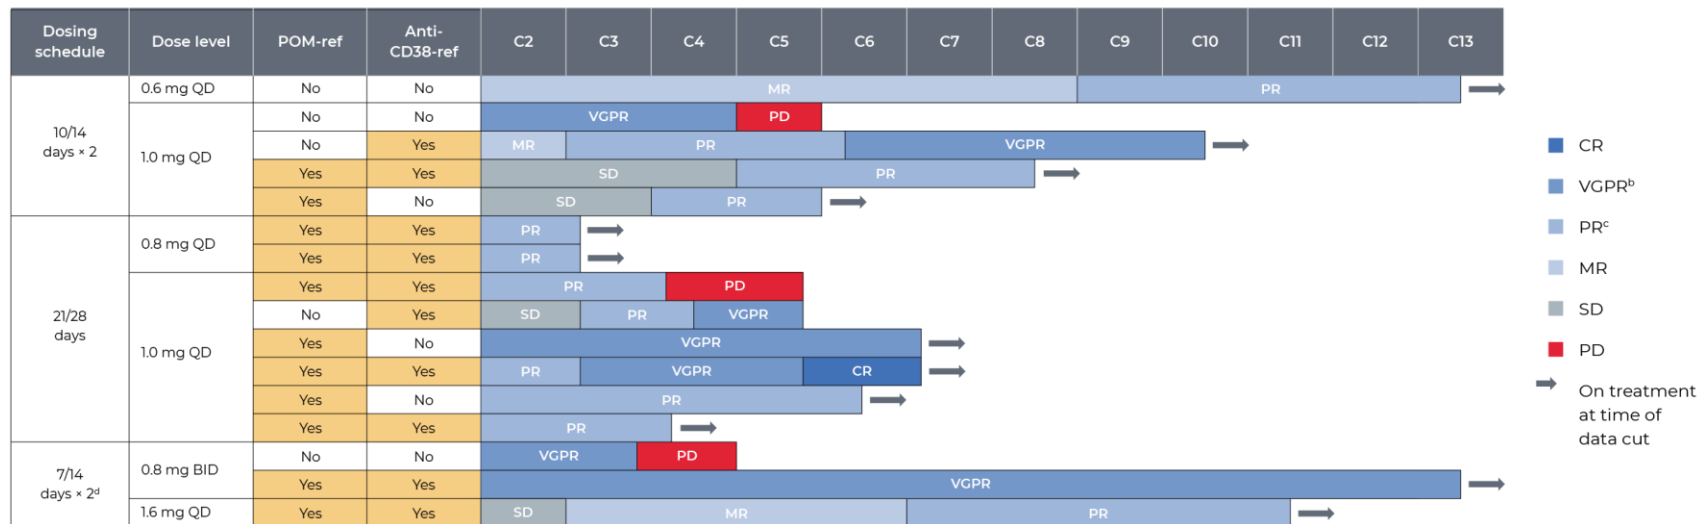 Dosing schedule Dose level POM-ref Anti-CD38-ref C2 C3 C4 C5 C6 C7 C8 C9 C10 C11 C12 C13
10/14 days × 2 0.6 mg QD No No MR PR
1.0 mg QD No No VGPR PD
No Yes MR PR VGPR
Yes Yes SD PR
Yes No SD PR
21/28 days 0.8 mg QD Yes Yes PR
Yes Yes PR
1.0 mg QD Yes Yes PR PD
No Yes SD PR VGPR
Yes No VGPR
Yes Yes PR VGPR CR
Yes No PR
Yes Yes PR
7/14 days × 2ᵈ 0.8 mg BID No No VGPR PD
Yes Yes VGPR
1.6 mg QD Yes Yes SD MR PR
CR
VGPRᵇ
PRᶜ
MR
SD
PD
On treatment
at time of
data cut